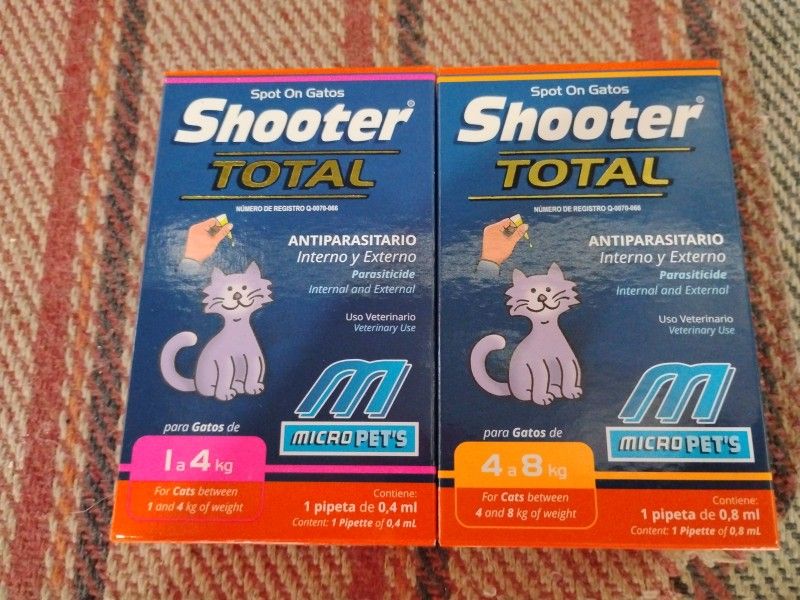 Spot On Gatos
Shooter®
TOTAL
NÚMERO DE REGISTRO Q-0070-066
ANTIPARASITARIO
Interno y Externo
Parasiticide
Internal and External
Uso Veterinario
Veterinary Use
M
MICRO PET'S
para Gatos de
1 a 4 kg
For Cats between
1 and 4 kg of weight
Contiene:
1 pipeta de 0,4 ml
Content: 1 Pipette of 0,4 mL
Spot On Gatos
Shooter®
TOTAL
NÚMERO DE REGISTRO Q-0070-066
ANTIPARASITARIO
Interno y Externo
Parasiticide
Internal and External
Uso Veterinario
Veterinary Use
M
MICRO PET'S
para Gatos de
4 a 8 kg
For Cats between
4 and 8 kg of weight
Contiene:
1 pipeta de 0,8 ml
Content: 1 Pipette of 0,8 mL